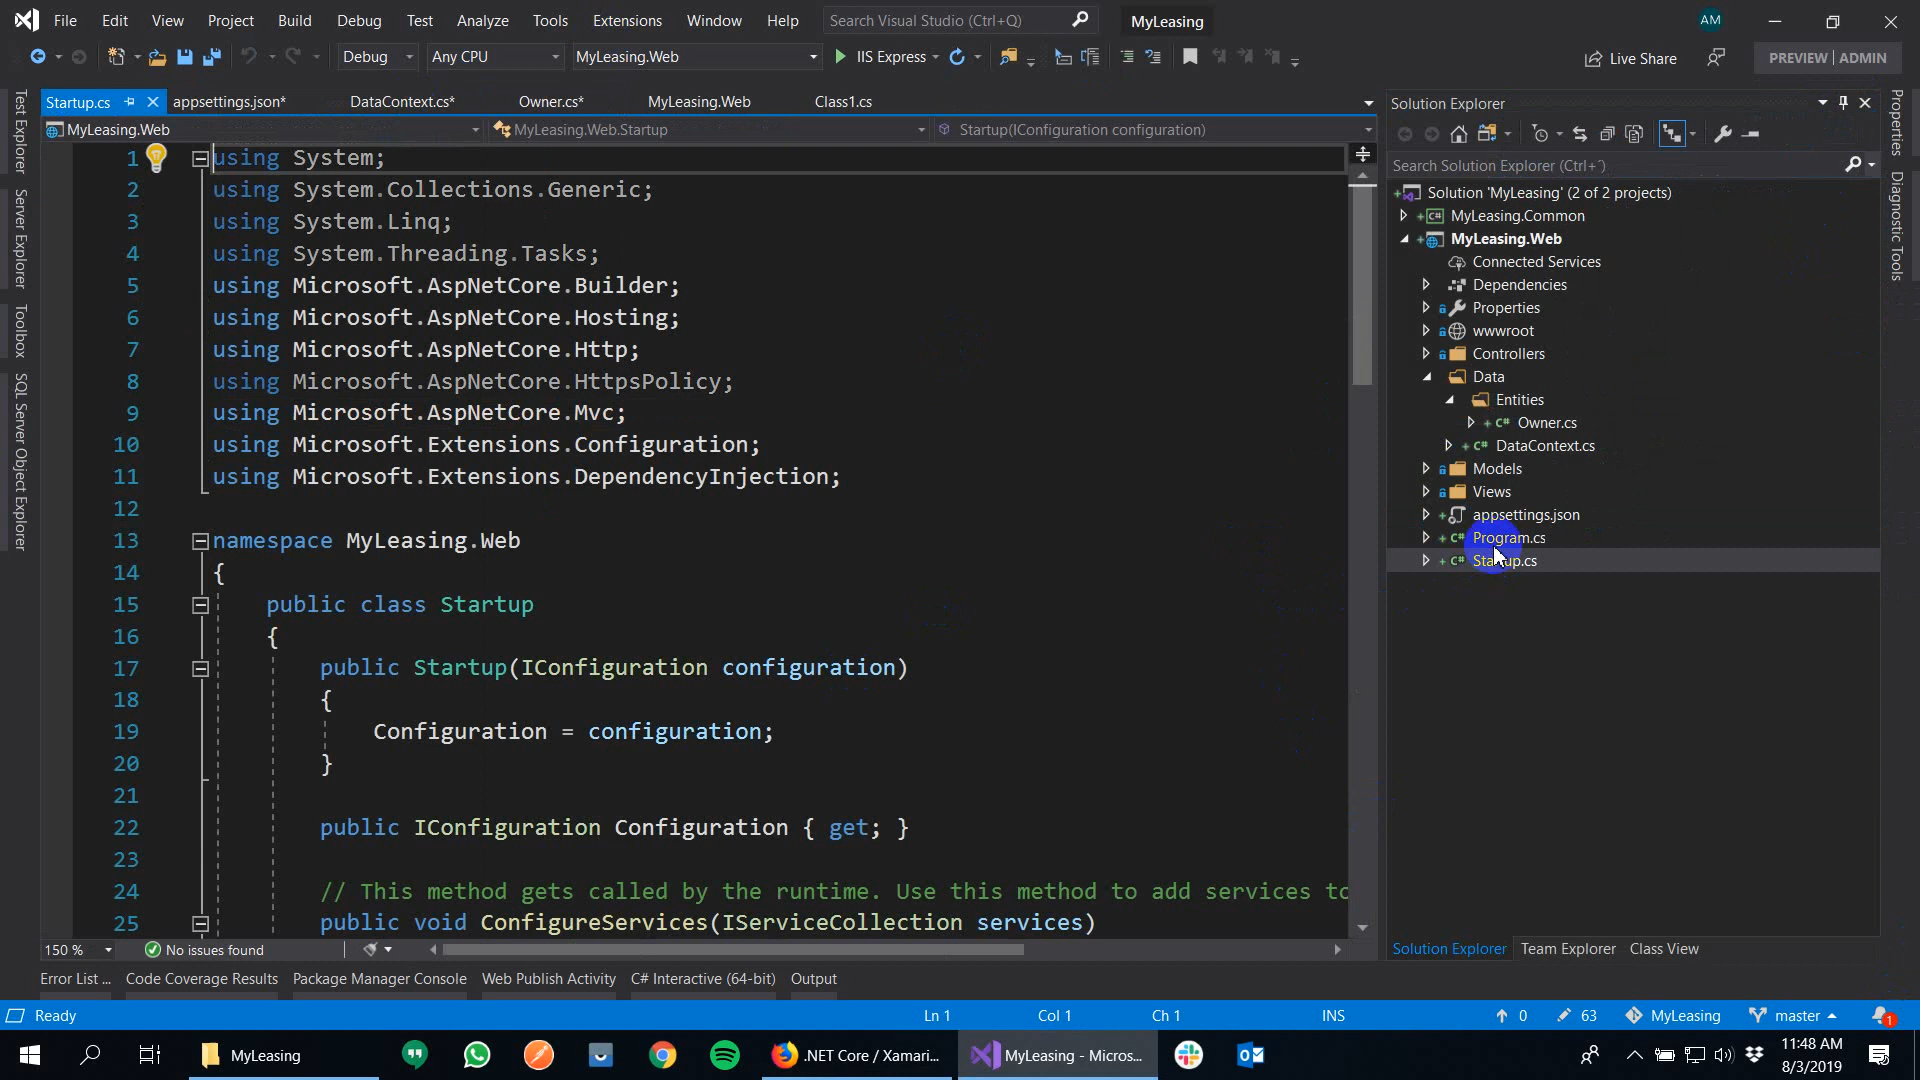 File Edit View Project Build Debug Test Analyze Tools Extensions Window Help Search Visual Studio (Ctrl+Q) MyLeasing AM
Debug Any CPU MyLeasing.Web IIS Express Live Share PREVIEW ADMIN
Startup.cs appsettings.json* DataContext.cs* Owner.cs* MyLeasing.Web Class1.cs
MyLeasing.Web MyLeasing.Web.Startup Startup(IConfiguration configuration)
Test Explorer
Server Explorer
Toolbox
SQL Server Object Explorer
1 using System;
2 using System.Collections.Generic;
3 using System.Linq;
4 using System.Threading.Tasks;
5 using Microsoft.AspNetCore.Builder;
6 using Microsoft.AspNetCore.Hosting;
7 using Microsoft.AspNetCore.Http;
8 using Microsoft.AspNetCore.HttpsPolicy;
9 using Microsoft.AspNetCore.Mvc;
10 using Microsoft.Extensions.Configuration;
11 using Microsoft.Extensions.DependencyInjection;
12
13 namespace MyLeasing.Web
14 {
15 public class Startup
16 {
17 public Startup(IConfiguration configuration)
18 {
19 Configuration = configuration;
20 }
21
22 public IConfiguration Configuration { get; }
23
24 // This method gets called by the runtime. Use this method to add services to
25 public void ConfigureServices(IServiceCollection services)
150 % No issues found
Solution Explorer
Search Solution Explorer (Ctrl+´)
Solution 'MyLeasing' (2 of 2 projects)
MyLeasing.Common
MyLeasing.Web
Connected Services
Dependencies
Properties
wwwroot
Controllers
Data
Entities
Owner.cs
DataContext.cs
Models
Views
appsettings.json
Program.cs
Startup.cs
Solution Explorer Team Explorer Class View
Properties
Diagnostic Tools
Error List ... Code Coverage Results Package Manager Console Web Publish Activity C# Interactive (64-bit) Output
Ready Ln 1 Col 1 Ch 1 INS 0 63 MyLeasing master 1
MyLeasing .NET Core / Xamari... MyLeasing - Micros... 11:48 AM
8/3/2019